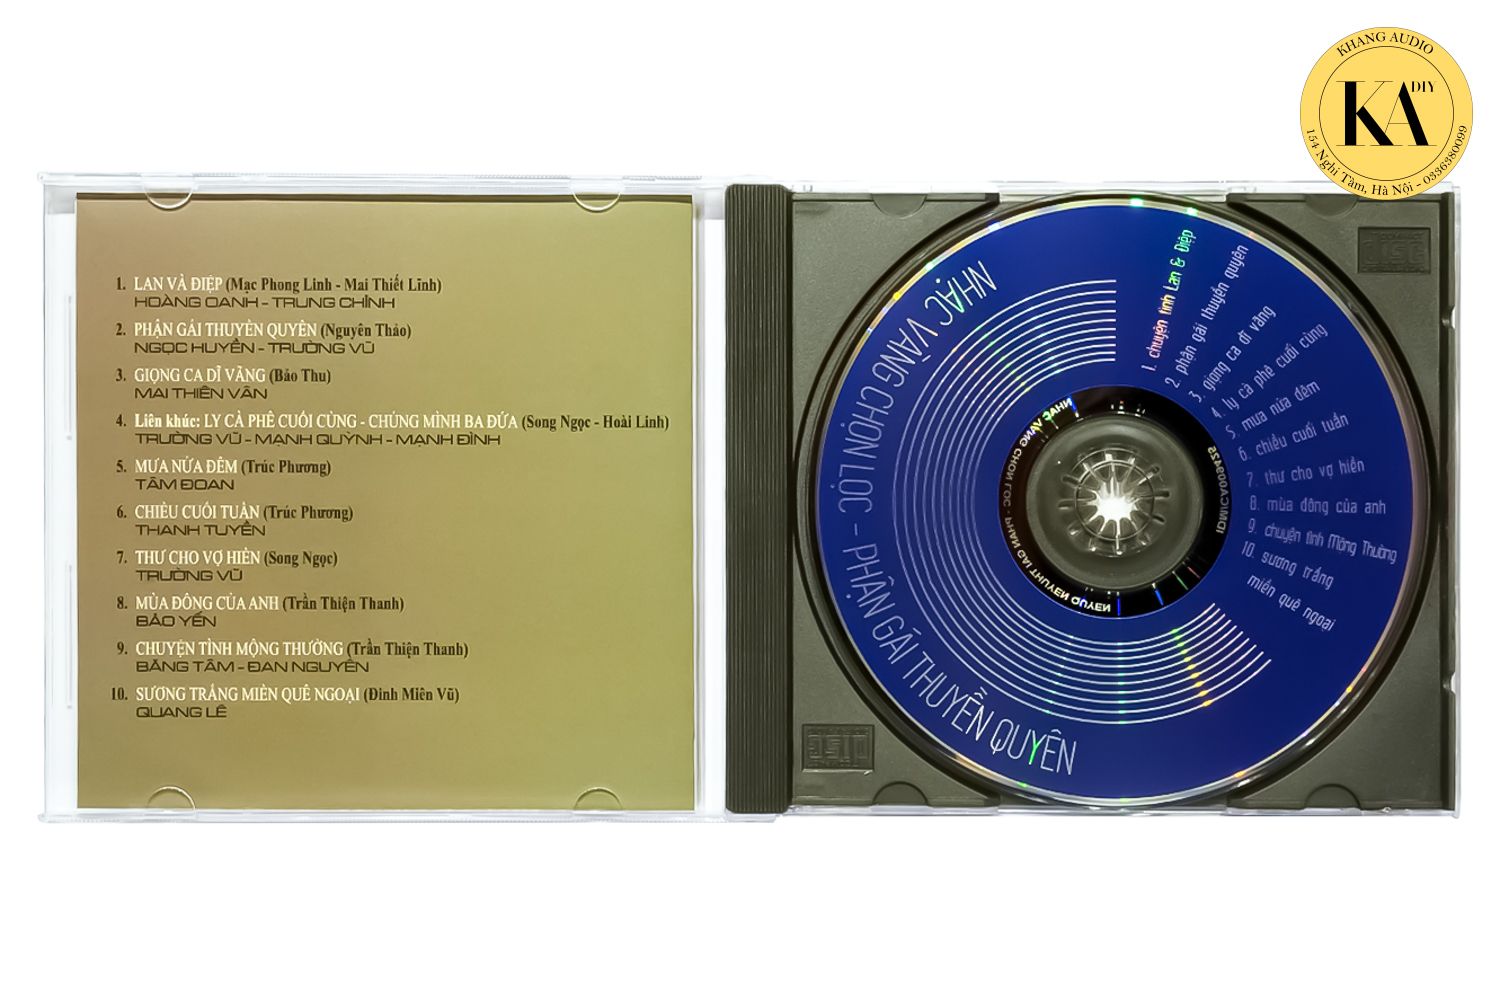 KHANG AUDIO
KA DIY
154 Nghi Tàm, Hà Nội - 0336380099
1. LAN VÀ ĐIỆP (Mạc Phong Linh - Mai Thiết Lĩnh)
HOÀNG OANH - TRUNG CHỈNH
2. PHẬN GÁI THUYỀN QUYÊN (Nguyên Thảo)
NGỌC HUYỀN - TRƯỜNG VŨ
3. GIỌNG CA DĨ VÃNG (Bảo Thu)
MAI THIÊN VÂN
4. Liên khúc: LY CÀ PHÊ CUỐI CÙNG - CHÚNG MÌNH BA ĐỨA (Song Ngọc - Hoài Linh)
TRƯỜNG VŨ - MẠNH QUỲNH - MẠNH ĐÌNH
5. MƯA NỬA ĐÊM (Trúc Phương)
TÂM ĐOAN
6. CHIỀU CUỐI TUẦN (Trúc Phương)
THANH TUYỀN
7. THƯ CHO VỢ HIỀN (Song Ngọc)
TRƯỜNG VŨ
8. MÙA ĐÔNG CỦA ANH (Trần Thiện Thanh)
BẢO YẾN
9. CHUYỆN TÌNH MỘNG THƯỜNG (Trần Thiện Thanh)
BĂNG TÂM - ĐAN NGUYÊN
10. SƯƠNG TRẮNG MIỀN QUÊ NGOẠI (Đinh Miên Vũ)
QUANG LÊ
NHẠC VÀNG CHỌN LỌC - PHẬN GÁI THUYỀN QUYÊN
1. chuyện tình Lan & Điệp
2. phận gái thuyền quyên
3. giọng ca dĩ vãng
4. ly cà phê cuối cùng
5. mưa nửa đêm
6. chiều cuối tuần
7. thư cho vợ hiền
8. mùa đông của anh
9. chuyện tình Mộng Thường
10. sương trắng
miền quê ngoại
NHAC VANG CHON LOC - PHAN GAI THUYEN QUYEN